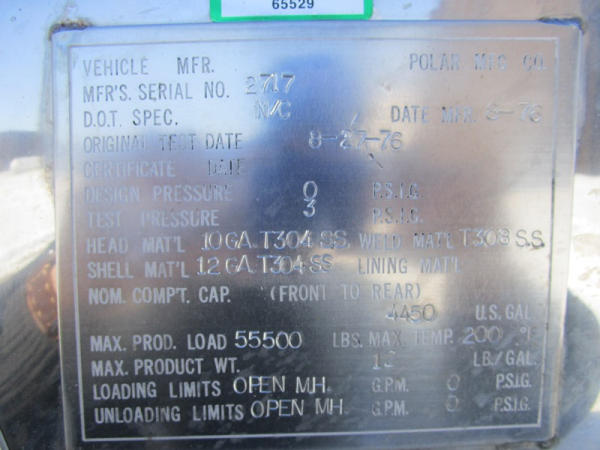 65529
VEHICLE MFR. POLAR MFG CO.
MFR'S. SERIAL NO. 2717
D.O.T. SPEC. N/C DATE MFR. 8-76
ORIGINAL TEST DATE 8-27-76
CERTIFICATE DATE
DESIGN PRESSURE 0 P.S.I.G.
TEST PRESSURE 3 P.S.I.G.
HEAD MAT'L 10 GA. T304 SS. WELD MAT'L T308 S.S.
SHELL MAT'L 12 GA. T304 SS LINING MAT'L
NOM. COMP'T. CAP. (FRONT TO REAR)
4450 U.S. GAL.
MAX. PROD. LOAD 55500 LBS. MAX. TEMP. 200 °F
MAX. PRODUCT WT. LB./GAL.
LOADING LIMITS OPEN M.H. G.P.M. 0 P.S.I.G.
UNLOADING LIMITS OPEN M.H. G.P.M. 0 P.S.I.G.